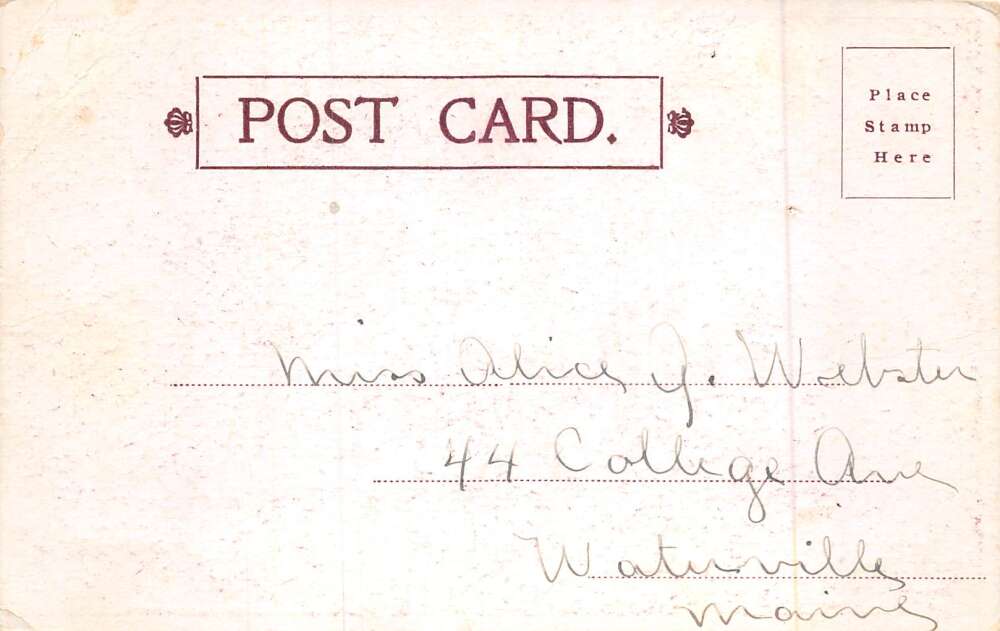 POST CARD.
Place
Stamp
Here
Miss Alice J. Webster
44 College Ave
Waterville
Maine